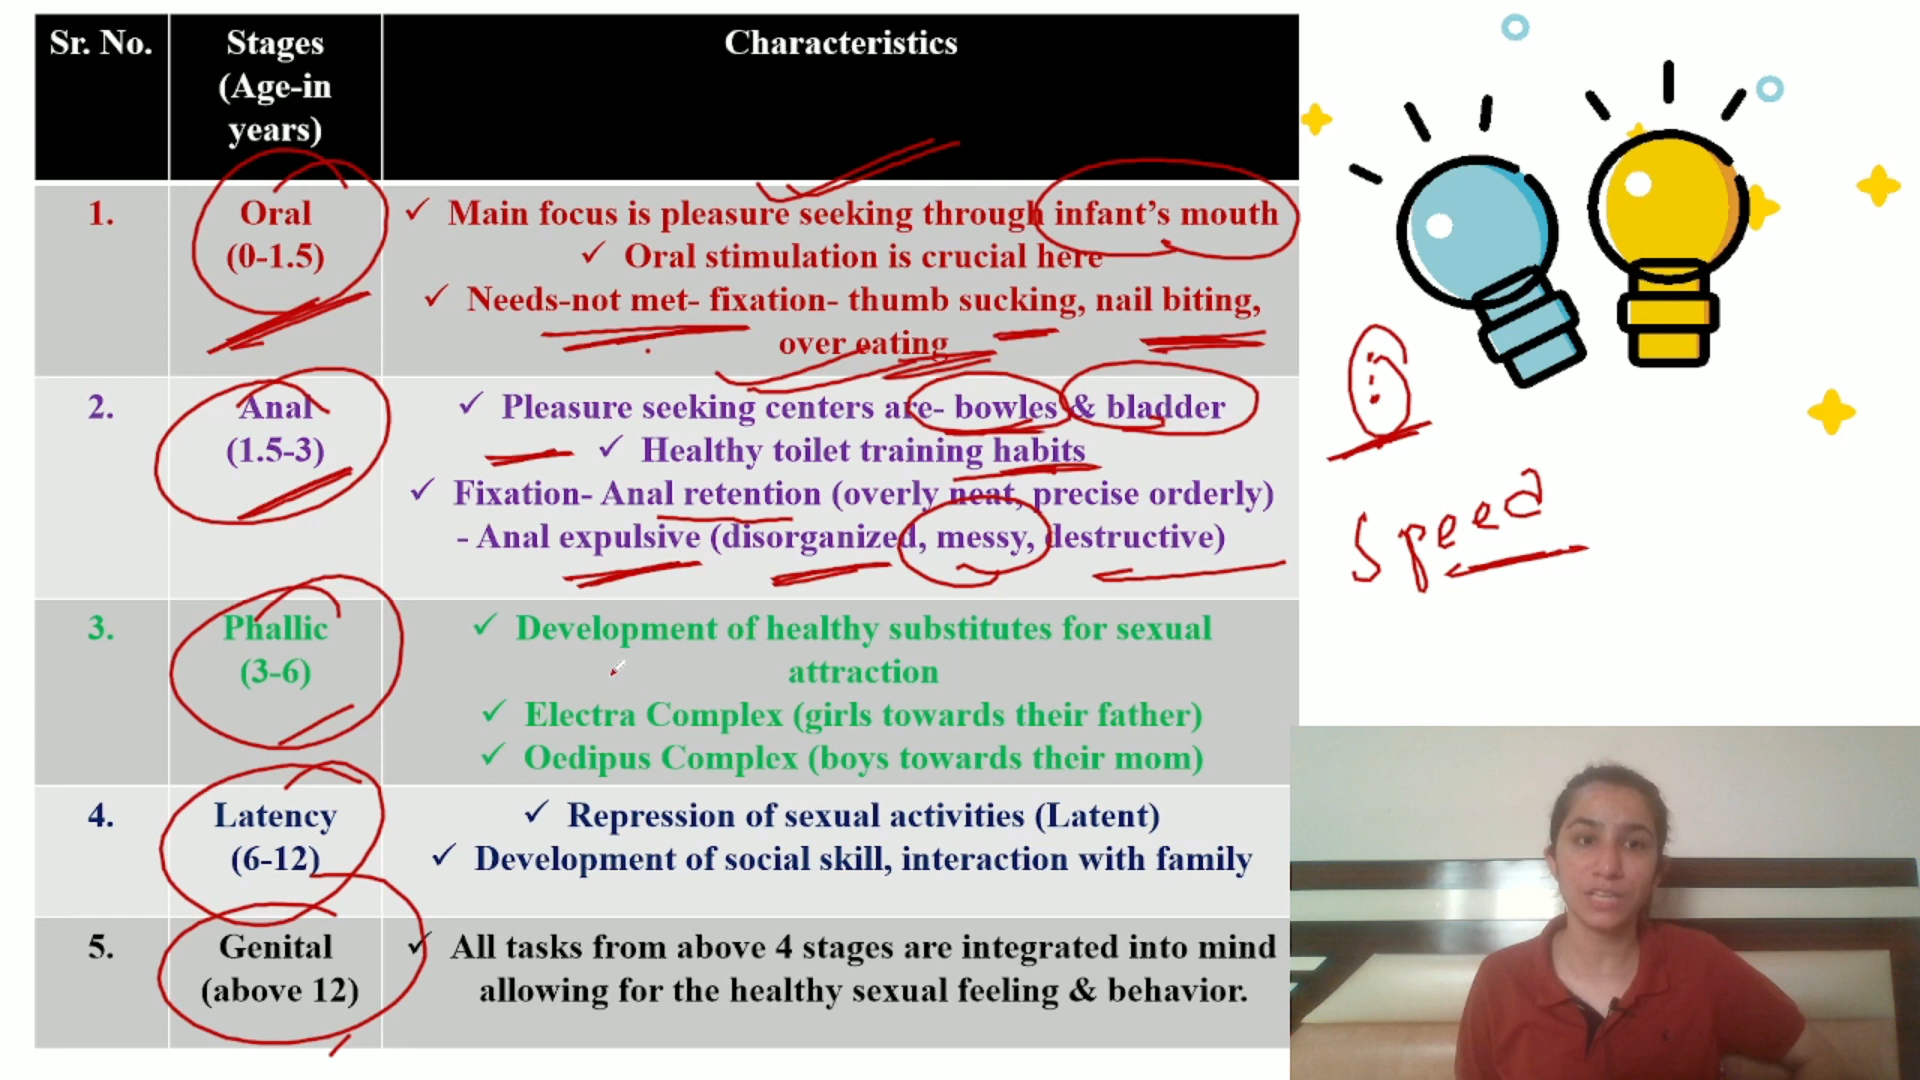 Sr. No.
Stages
(Age-in
years)
Characteristics
1.
Oral
(0-1.5)
✓ Main focus is pleasure seeking through infant's mouth
✓ Oral stimulation is crucial here
✓ Needs-not met- fixation- thumb sucking, nail biting,
over eating
2.
Anal
(1.5-3)
✓ Pleasure seeking centers are- bowles & bladder
✓ Healthy toilet training habits
✓ Fixation- Anal retention (overly neat, precise orderly)
- Anal expulsive (disorganized, messy, destructive)
3.
Phallic
(3-6)
✓ Development of healthy substitutes for sexual
attraction
✓ Electra Complex (girls towards their father)
✓ Oedipus Complex (boys towards their mom)
4.
Latency
(6-12)
✓ Repression of sexual activities (Latent)
✓ Development of social skill, interaction with family
5.
Genital
(above 12)
✓ All tasks from above 4 stages are integrated into mind
allowing for the healthy sexual feeling & behavior.
Speed